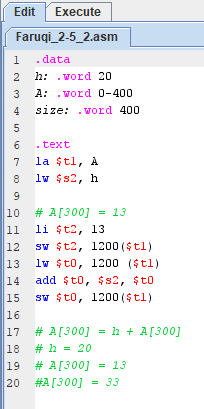 Edit Execute
Faruqi_2-5_2.asm
1 .data
2 h: .word 20
3 A: .word 0-400
4 size: .word 400
5
6 .text
7 la $t1, A
8 lw $s2, h
9
10 # A[300] = 13
11 li $t2, 13
12 sw $t2, 1200($t1)
13 lw $t0, 1200 ($t1)
14 add $t0, $s2, $t0
15 sw $t0, 1200($t1)
16
17 # A[300] = h + A[300]
18 # h = 20
19 # A[300] = 13
20 #A[300] = 33